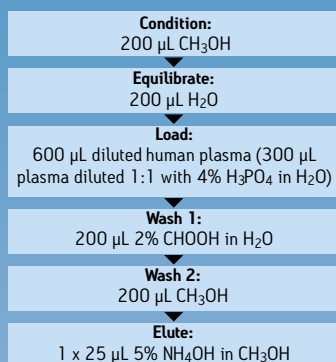 Condition:
200 µL CH₃OH
Equilibrate:
200 µL H₂O
Load:
600 µL diluted human plasma (300 µL
plasma diluted 1:1 with 4% H₃PO₄ in H₂O)
Wash 1:
200 µL 2% CHOOH in H₂O
Wash 2:
200 µL CH₃OH
Elute:
1 x 25 µL 5% NH₄OH in CH₃OH